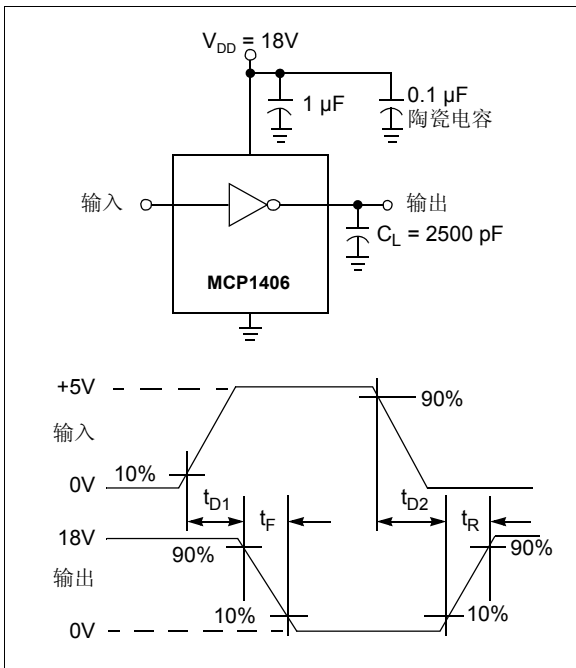 V_DD = 18V
1 µF
0.1 µF
陶瓷电容
输入
输出
C_L = 2500 pF
MCP1406
+5V
90%
输入
10%
0V
t_D1
t_F
t_D2
t_R
18V
90%
90%
输出
10%
10%
0V